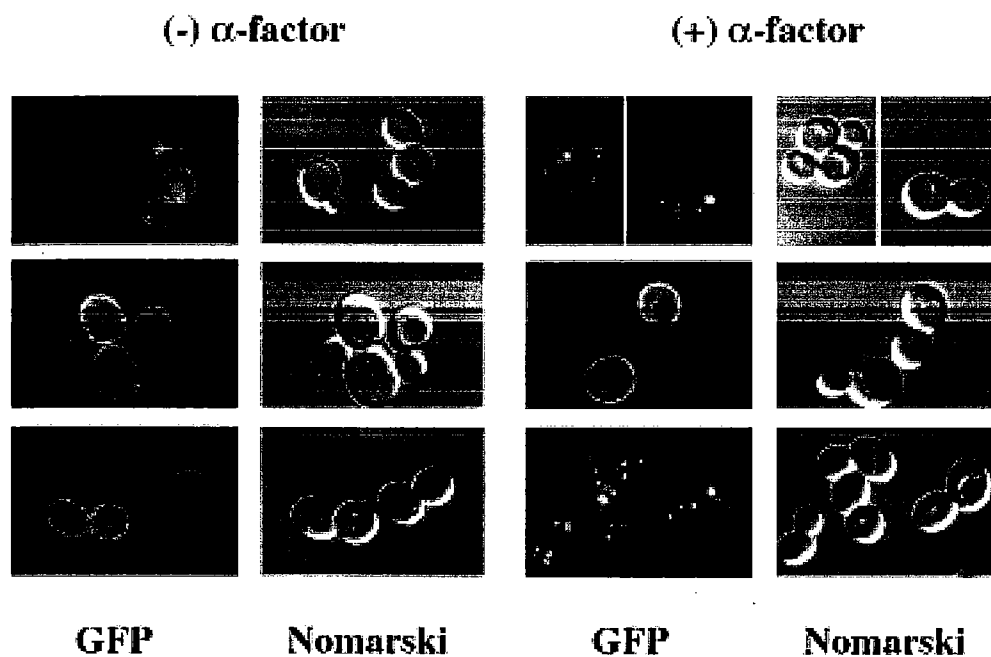 (-) α-factor (+) α-factor
GFP Nomarski GFP Nomarski